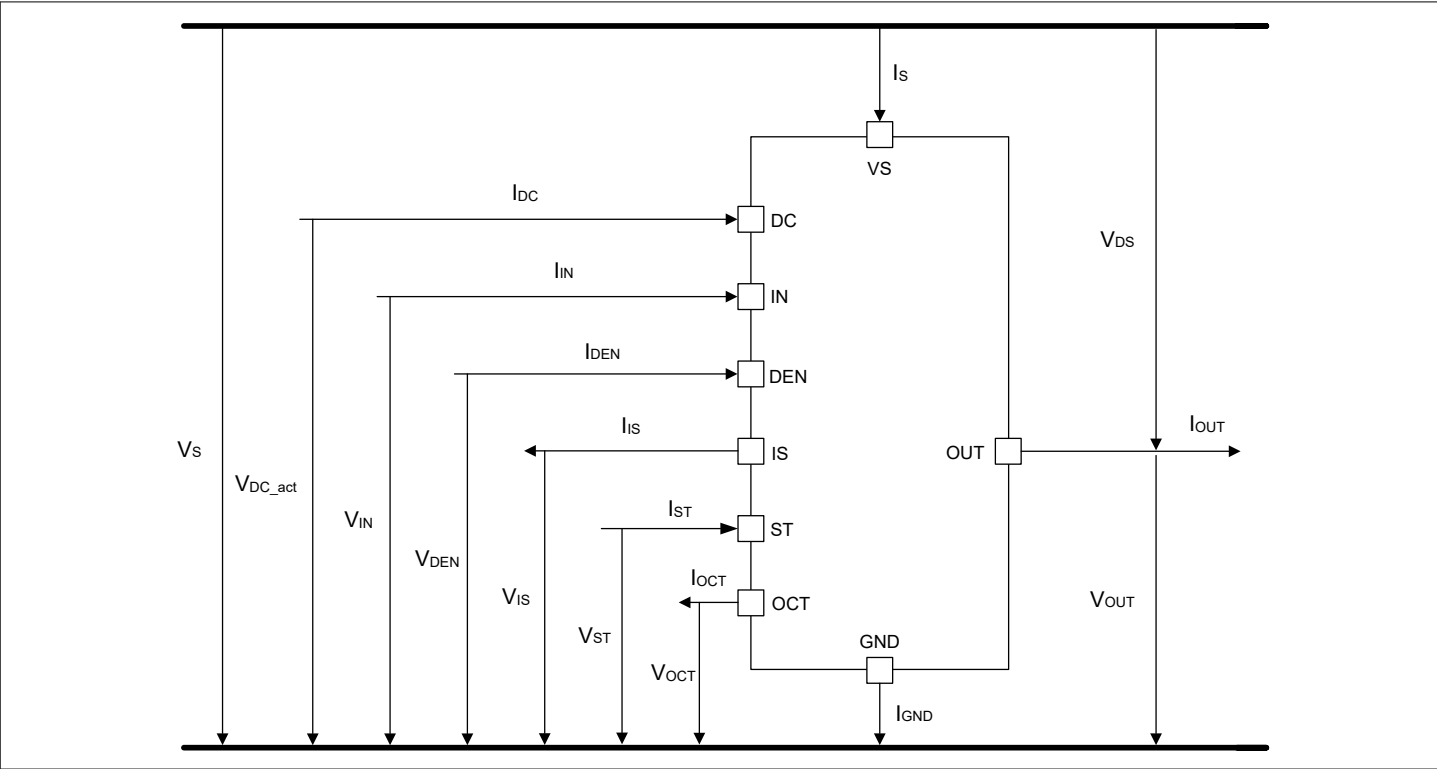 IS
VS
IDC
DC
VDS
IIN
IN
IDEN
DEN
IIS
IOUT
VS
IS
OUT
VDC_act
IST
VIN
ST
VDEN
IOCT
VIS
OCT
VOUT
VST
GND
VOCT
IGND